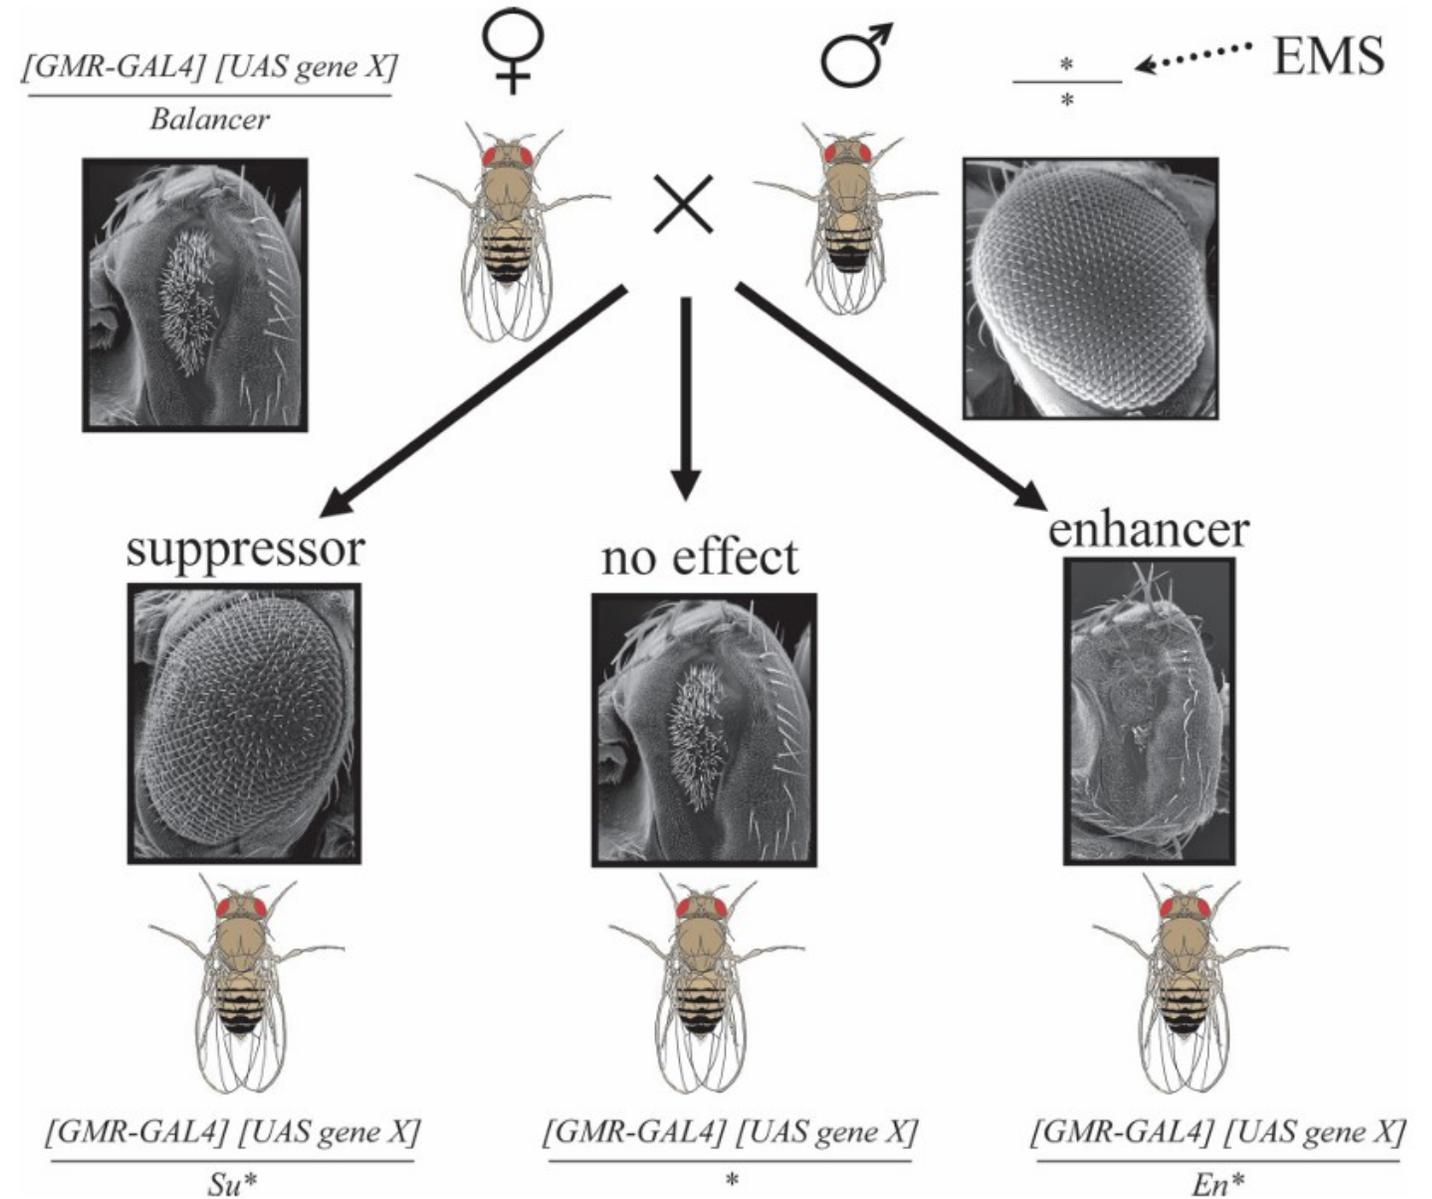 [GMR-GAL4] [UAS gene X]
Balancer
♀
♂
*
*
EMS
×
suppressor
no effect
enhancer
[GMR-GAL4] [UAS gene X]
Su*
[GMR-GAL4] [UAS gene X]
*
[GMR-GAL4] [UAS gene X]
En*